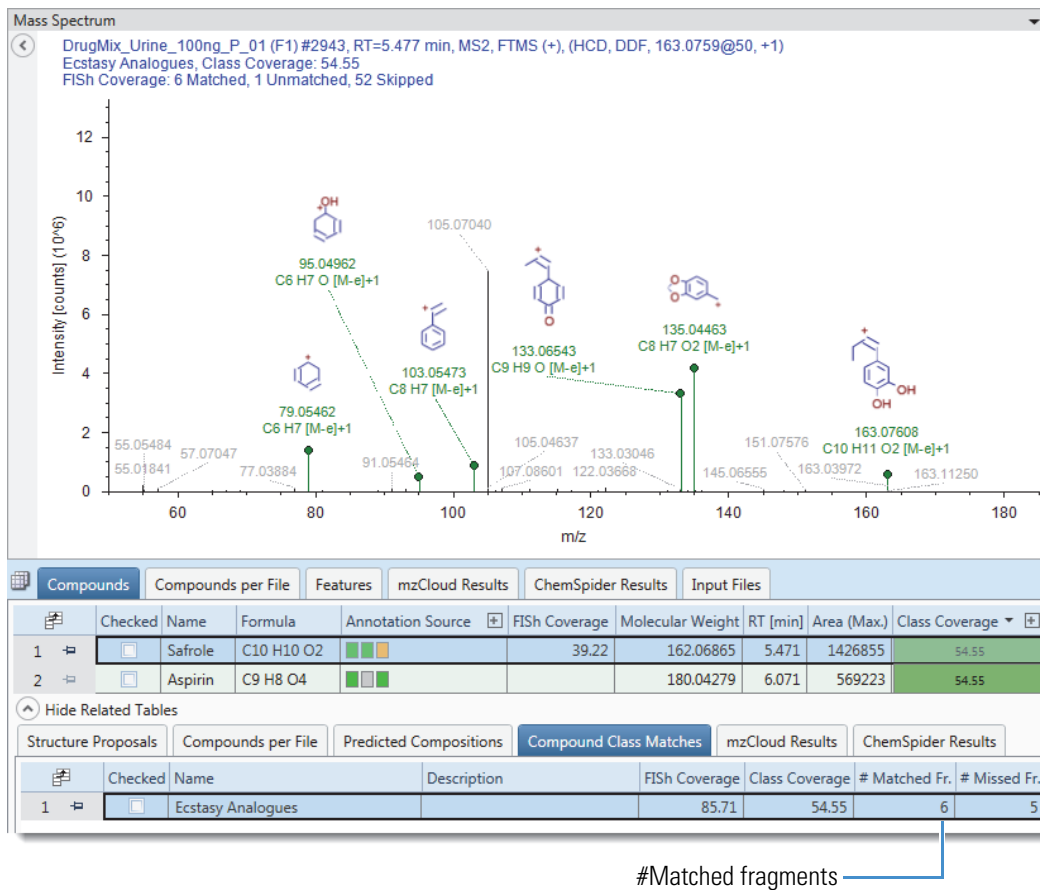 Mass Spectrum
DrugMix_Urine_100ng_P_01 (F1) #2943, RT=5.477 min, MS2, FTMS (+), (HCD, DDF, 163.0759@50, +1)
Ecstasy Analogues, Class Coverage: 54.55
FISh Coverage: 6 Matched, 1 Unmatched, 52 Skipped
Intensity [counts] (10^6)
12
10
8
6
4
2
0
OH
95.04962
C6 H7 O [M-e]+1
105.07040
O
133.06543
C9 H9 O [M-e]+1
O
O
135.04463
C8 H7 O2 [M-e]+1
103.05473
C8 H7 [M-e]+1
OH
OH
163.07608
C10 H11 O2 [M-e]+1
79.05462
C6 H7 [M-e]+1
55.05484
57.07047
55.01841
77.03884
91.05464
105.04637
107.08601
122.03668
133.03046
145.06555
151.07576
163.03972
163.11250
60
80
100
120
140
160
180
m/z
Compounds Compounds per File Features mzCloud Results ChemSpider Results Input Files
Checked Name Formula Annotation Source FISh Coverage Molecular Weight RT [min] Area (Max.) Class Coverage
1 Safrole C10 H10 O2 39.22 162.06865 5.471 1426855 54.55
2 Aspirin C9 H8 O4 180.04279 6.071 569223 54.55
Hide Related Tables
Structure Proposals Compounds per File Predicted Compositions Compound Class Matches mzCloud Results ChemSpider Results
Checked Name Description FISh Coverage Class Coverage # Matched Fr. # Missed Fr.
1 Ecstasy Analogues 85.71 54.55 6 5
#Matched fragments